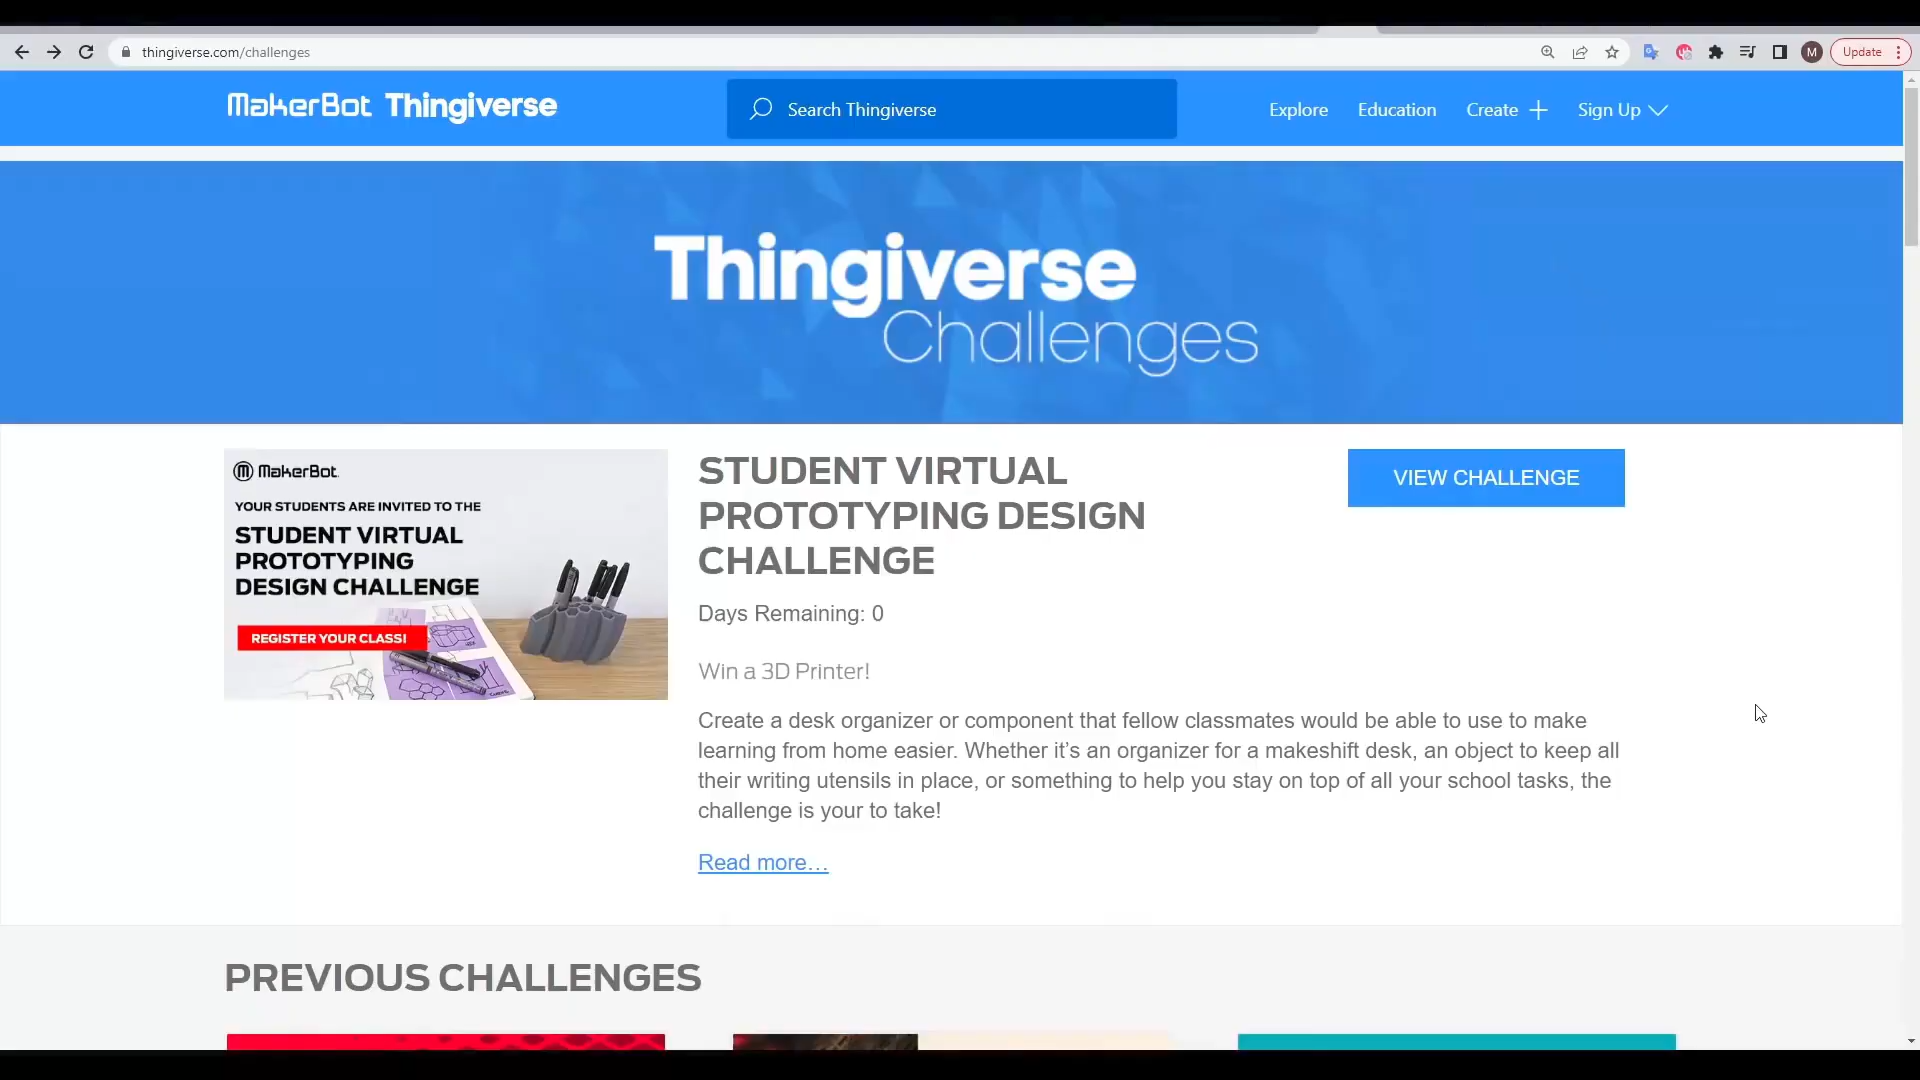 thingiverse.com/challenges
M
Update
MakerBot Thingiverse
Search Thingiverse
Explore
Education
Create
Sign Up
Thingiverse
Challenges
MakerBot.
YOUR STUDENTS ARE INVITED TO THE
STUDENT VIRTUAL
PROTOTYPING
DESIGN CHALLENGE
REGISTER YOUR CLASS!
STUDENT VIRTUAL
PROTOTYPING DESIGN
CHALLENGE
VIEW CHALLENGE
Days Remaining: 0
Win a 3D Printer!
Create a desk organizer or component that fellow classmates would be able to use to make
learning from home easier. Whether it’s an organizer for a makeshift desk, an object to keep all
their writing utensils in place, or something to help you stay on top of all your school tasks, the
challenge is your to take!
Read more…
PREVIOUS CHALLENGES